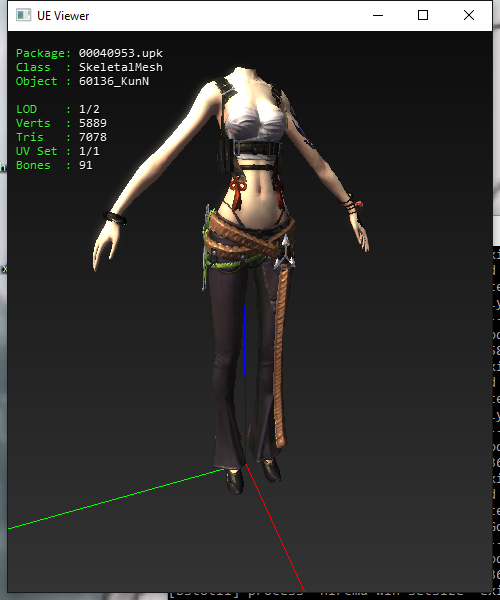 UE Viewer
Package: 00040953.upk
Class : SkeletalMesh
Object : 60136_KunN
LOD : 1/2
Verts : 5889
Tris : 7078
UV Set : 1/1
Bones : 91